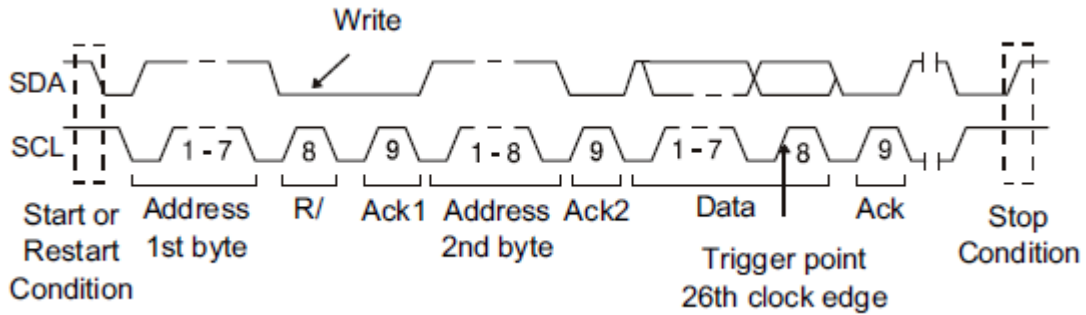 Write
SDA
SCL
1 - 7
8
9
1 - 8
9
1 - 7
8
9
Start or
Restart
Condition
Address
1st byte
R/
Ack1
Address
2nd byte
Ack2
Data
Ack
Stop
Condition
Trigger point
26th clock edge